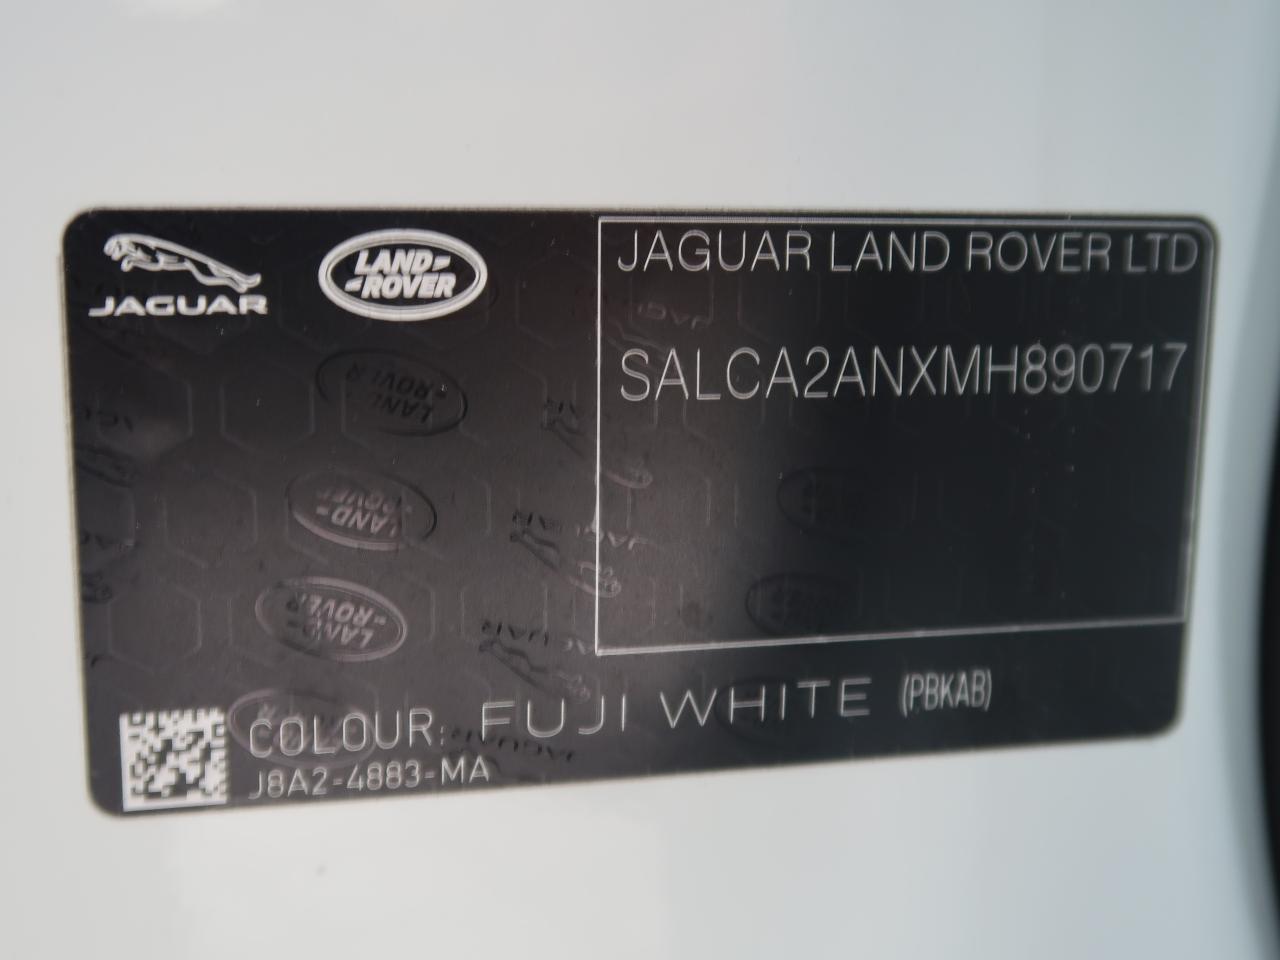 JAGUAR
LAND-
-ROVER
JAGUAR LAND ROVER LTD
SALCA2ANXMH890717
COLOUR: FUJI WHITE (PBKAB)
J8A2-4883-MA